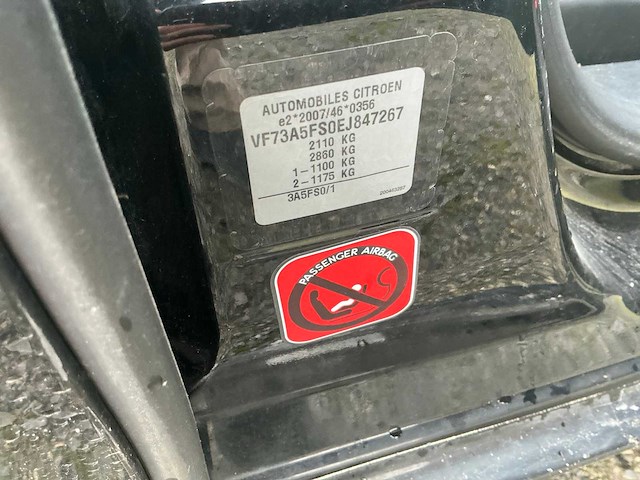 AUTOMOBILES CITROEN
e2*2007/46*0356
VF73A5FS0EJ847267
2110 KG
2860 KG
1-1100 KG
2-1175 KG
3A5FS0/1
PASSENGER AIRBAG